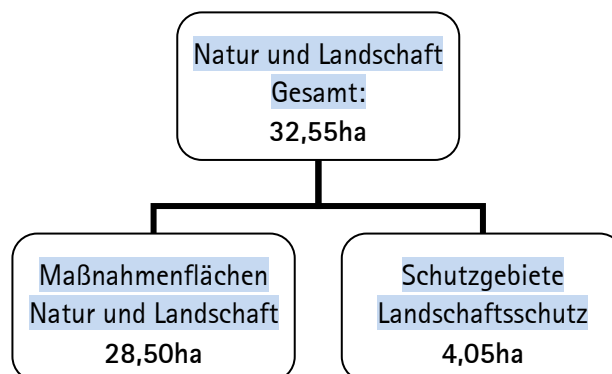 Natur und Landschaft
Gesamt:
32,55ha
Maßnahmenflächen
Natur und Landschaft
28,50ha
Schutzgebiete
Landschaftsschutz
4,05ha